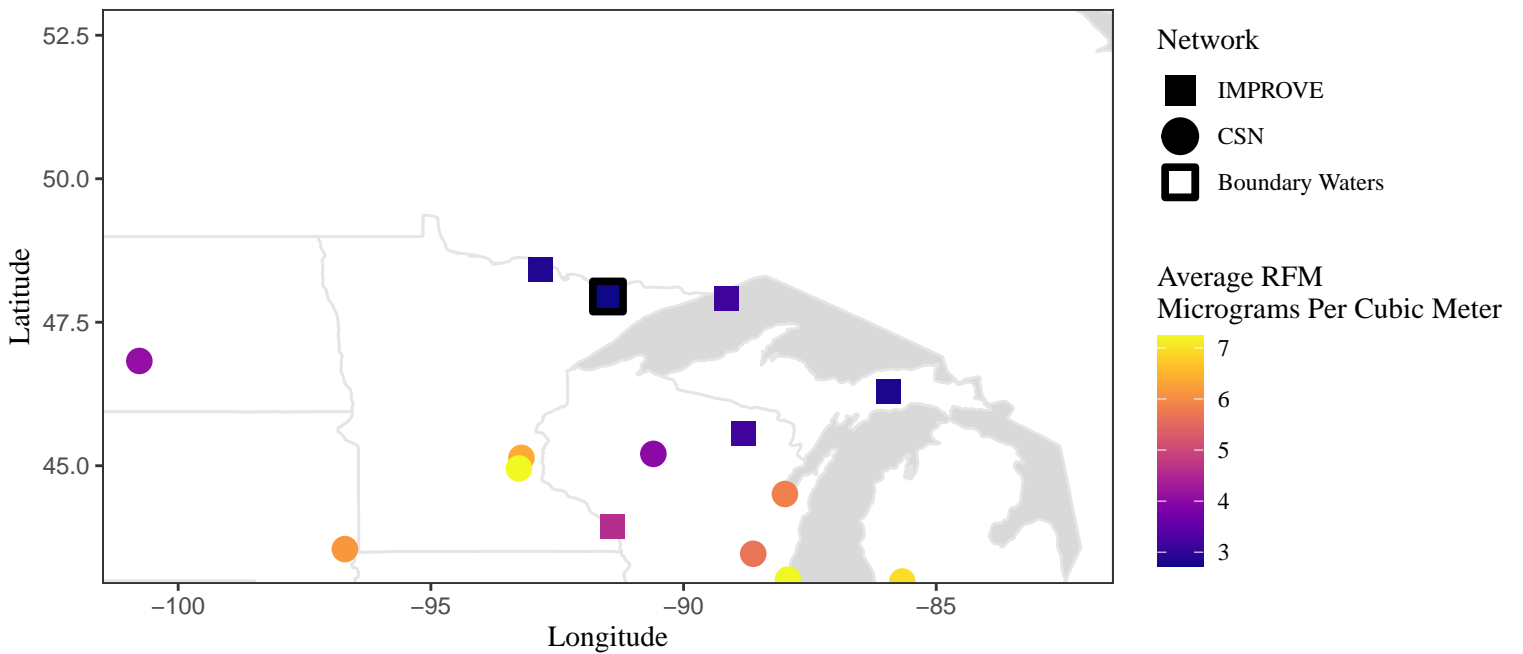 52.5
50.0
47.5
45.0
Latitude
−100
−95
−90
−85
Longitude
Network
IMPROVE
CSN
Boundary Waters
Average RFM
Micrograms Per Cubic Meter
7
6
5
4
3